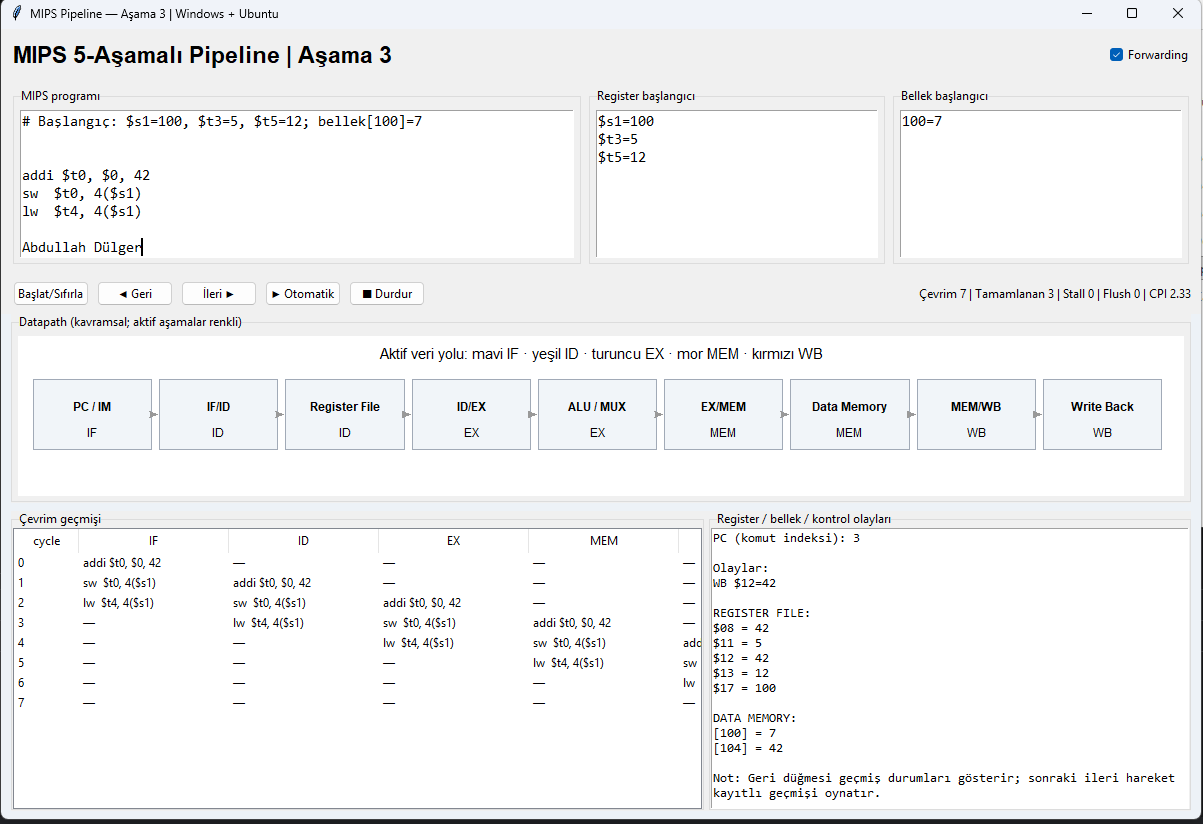 MIPS Pipeline — Aşama 3 | Windows + Ubuntu
MIPS 5-Aşamalı Pipeline | Aşama 3
Forwarding
MIPS programı
# Başlangıç: $s1=100, $t3=5, $t5=12; bellek[100]=7
addi $t0, $0, 42
sw  $t0, 4($s1)
lw  $t4, 4($s1)
Abdullah Dülger
Register başlangıcı
$s1=100
$t3=5
$t5=12
Bellek başlangıcı
100=7
Başlat/Sıfırla ◄ Geri İleri ► ► Otomatik ■ Durdur
Çevrim 7 | Tamamlanan 3 | Stall 0 | Flush 0 | CPI 2.33
Datapath (kavramsal; aktif aşamalar renkli)
Aktif veri yolu: mavi IF · yeşil ID · turuncu EX · mor MEM · kırmızı WB
PC / IM IF/ID Register File ID/EX ALU / MUX EX/MEM Data Memory MEM/WB Write Back
IF ID ID EX EX MEM MEM WB WB
Çevrim geçmişi
cycle IF ID EX MEM
0 addi $t0, $0, 42 — — — —
1 sw  $t0, 4($s1) addi $t0, $0, 42 — — —
2 lw  $t4, 4($s1) sw  $t0, 4($s1) addi $t0, $0, 42 — —
3 — lw  $t4, 4($s1) sw  $t0, 4($s1) addi $t0, $0, 42 —
4 — — lw  $t4, 4($s1) sw  $t0, 4($s1) add
5 — — — lw  $t4, 4($s1) sw
6 — — — — lw
7 — — — — —
Register / bellek / kontrol olayları
PC (komut indeksi): 3
Olaylar:
WB $12=42
REGISTER FILE:
$08 = 42
$11 = 5
$12 = 42
$13 = 12
$17 = 100
DATA MEMORY:
[100] = 7
[104] = 42
Not: Geri düğmesi geçmiş durumları gösterir; sonraki ileri hareket
kayıtlı geçmişi oynatır.